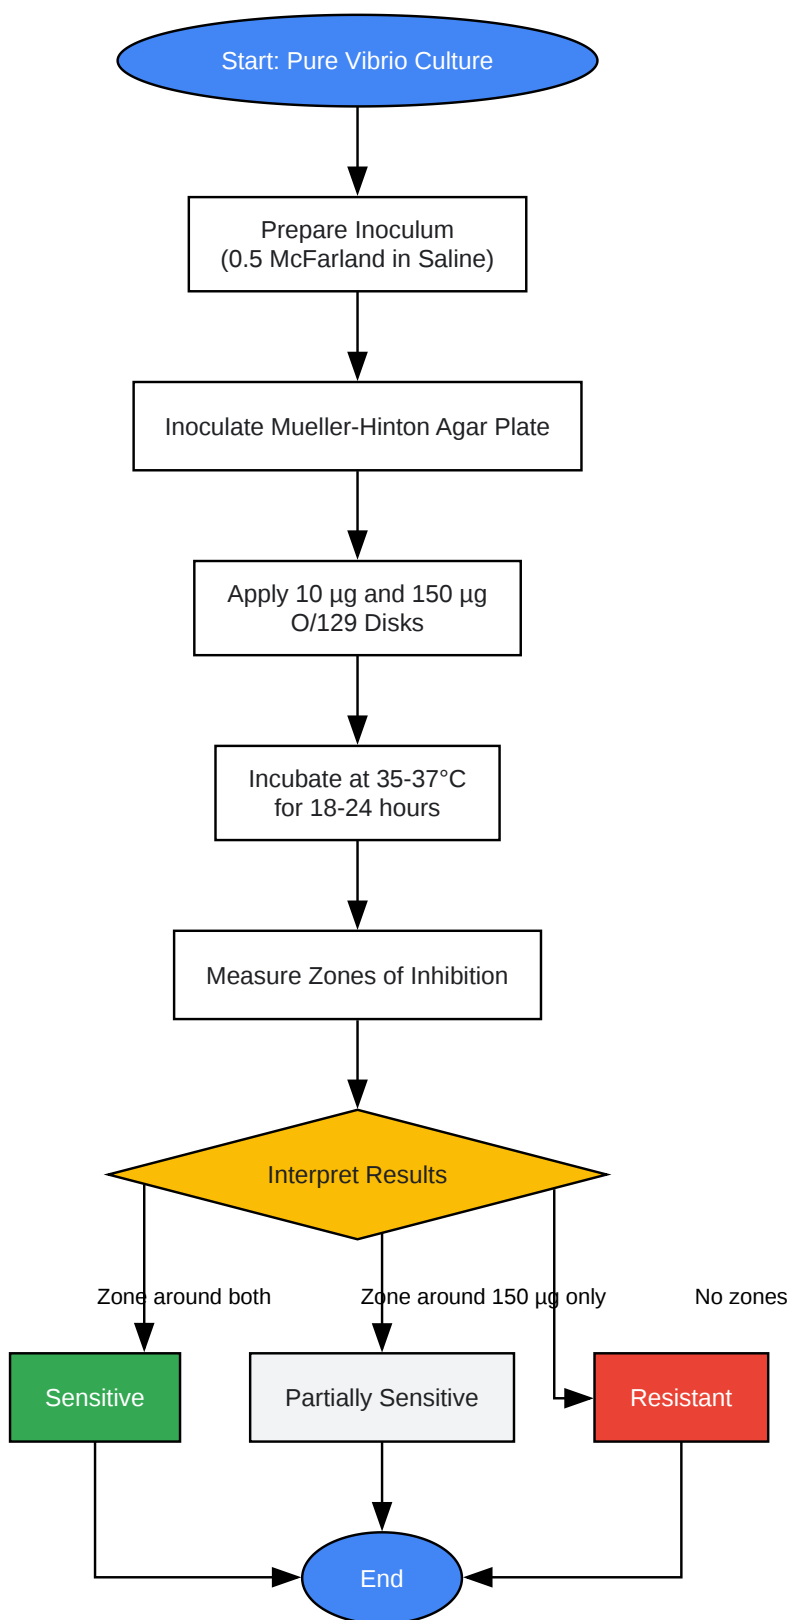 Start: Pure Vibrio Culture
Prepare Inoculum
(0.5 McFarland in Saline)
Inoculate Mueller-Hinton Agar Plate
Apply 10 µg and 150 µg
O/129 Disks
Incubate at 35-37°C
for 18-24 hours
Measure Zones of Inhibition
Interpret Results
Zone around both
Zone around 150 µg only
No zones
Sensitive
Partially Sensitive
Resistant
End